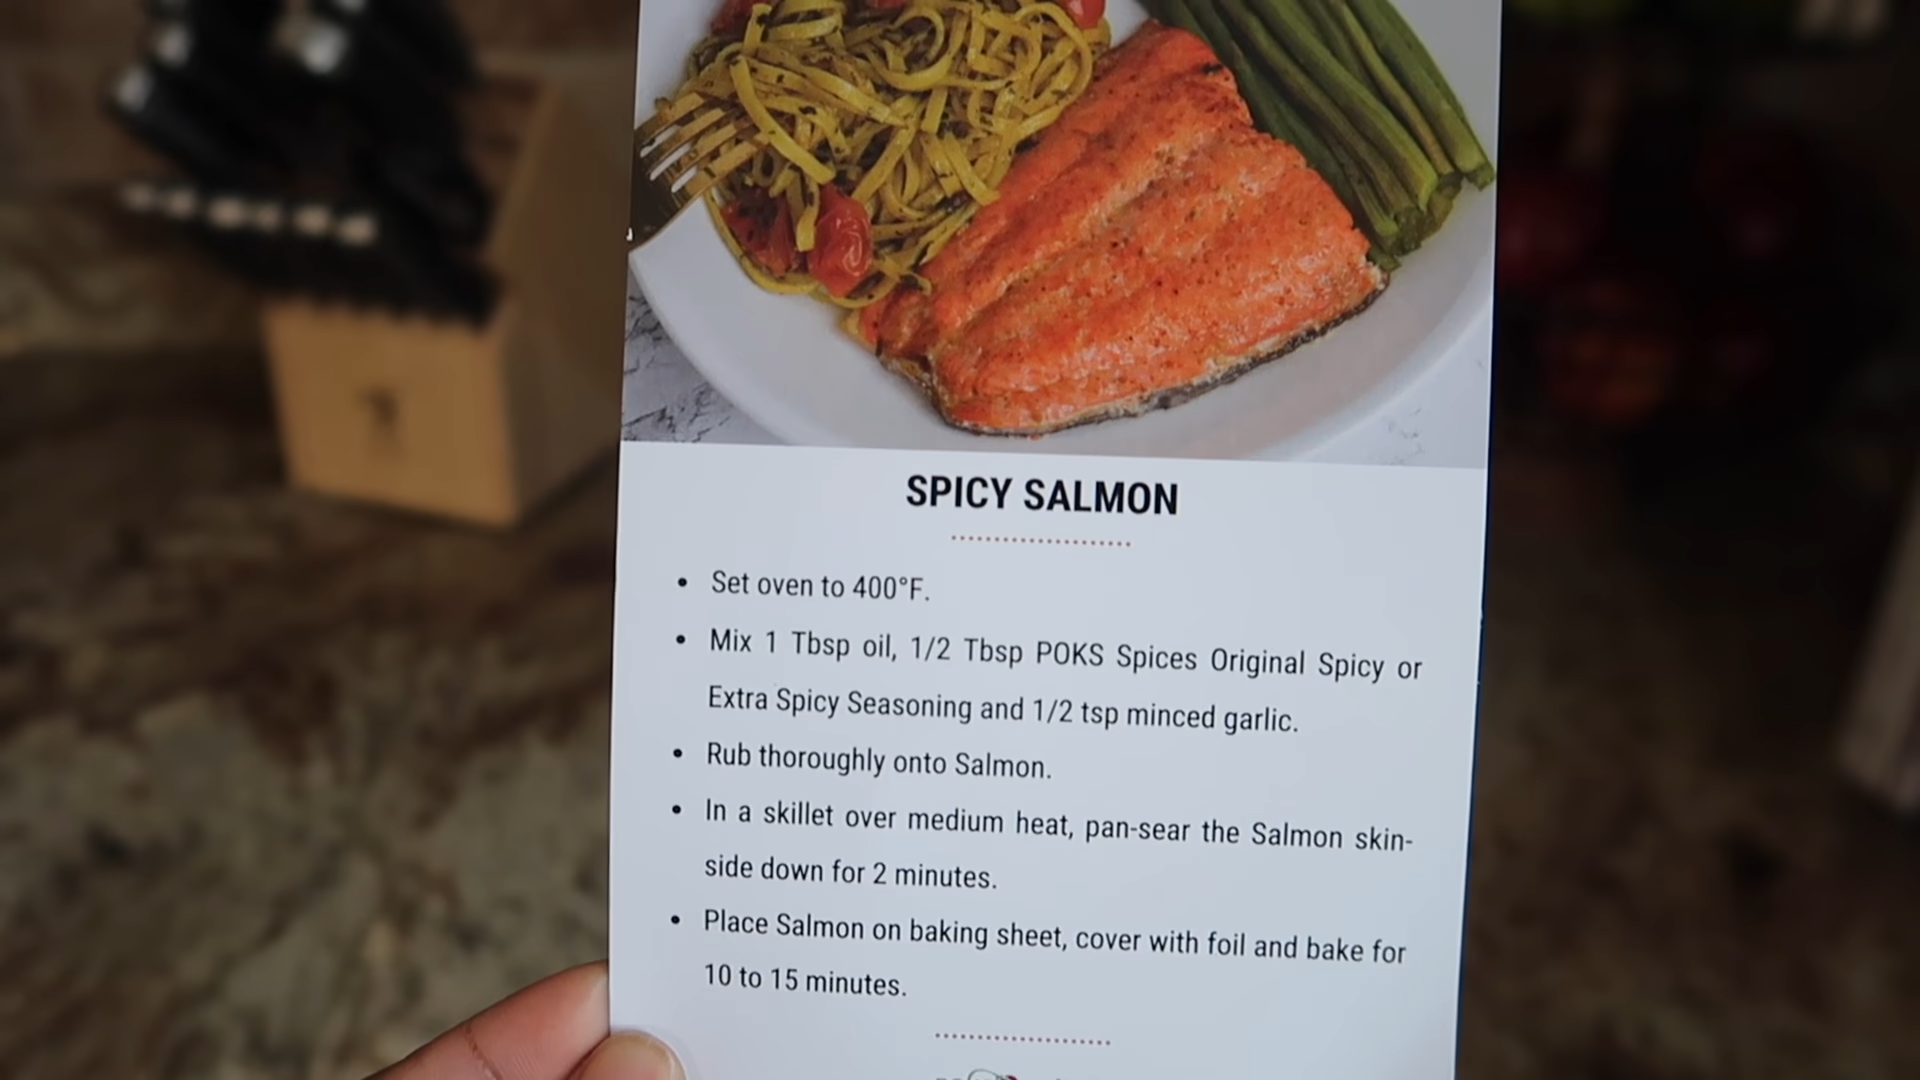 SPICY SALMON
• Set oven to 400°F.
• Mix 1 Tbsp oil, 1/2 Tbsp POKS Spices Original Spicy or
Extra Spicy Seasoning and 1/2 tsp minced garlic.
• Rub thoroughly onto Salmon.
• In a skillet over medium heat, pan-sear the Salmon skin-
side down for 2 minutes.
• Place Salmon on baking sheet, cover with foil and bake for
10 to 15 minutes.